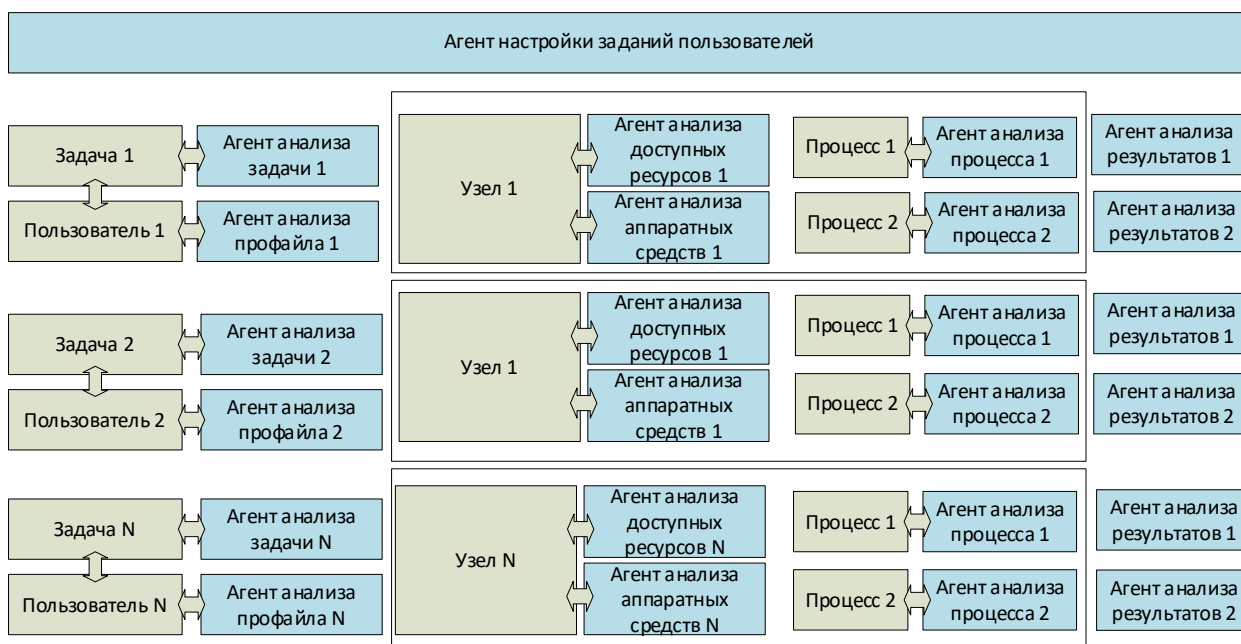 Агент настройки заданий пользователей
Задача 1
Агент анализа
задачи 1
Пользователь 1
Агент анализа
профайла 1
Узел 1
Агент анализа
доступных
ресурсов 1
Агент анализа
аппаратных
средств 1
Процесс 1
Агент анализа
процесса 1
Процесс 2
Агент анализа
процесса 2
Агент анализа
результатов 1
Агент анализа
результатов 2
Задача 2
Агент анализа
задачи 2
Пользователь 2
Агент анализа
профайла 2
Узел 1
Агент анализа
доступных
ресурсов 1
Агент анализа
аппаратных
средств 1
Процесс 1
Агент анализа
процесса 1
Процесс 2
Агент анализа
процесса 2
Агент анализа
результатов 1
Агент анализа
результатов 2
Задача N
Агент анализа
задачи N
Пользователь N
Агент анализа
профайла N
Узел N
Агент анализа
доступных
ресурсов N
Агент анализа
аппаратных
средств N
Процесс 1
Агент анализа
процесса 1
Процесс 2
Агент анализа
процесса 2
Агент анализа
результатов 1
Агент анализа
результатов 2